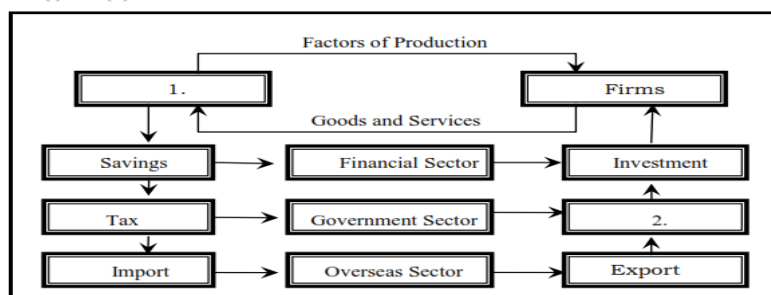 Factors of Production
1.
Firms
Goods and Services
Savings
Financial Sector
Investment
Tax
Government Sector
2.
Import
Overseas Sector
Export